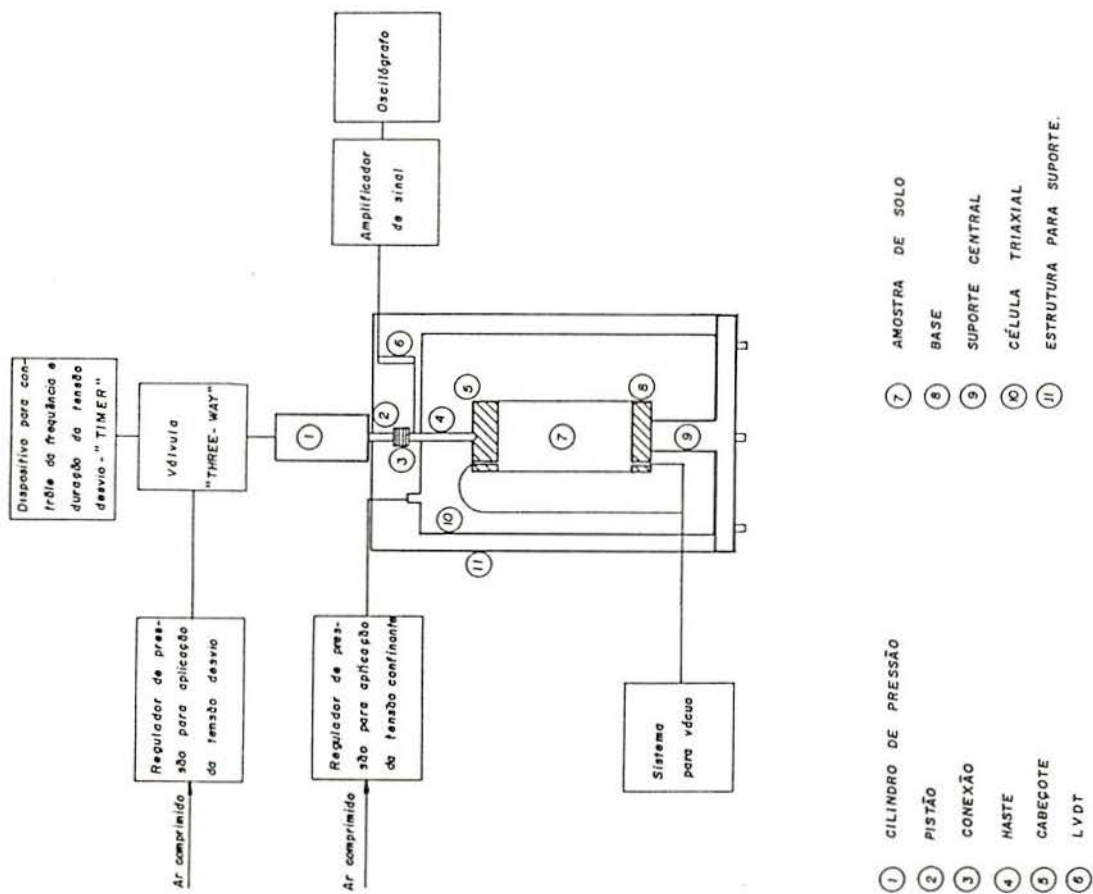 Dispositivo para con-
trôle da frequência e
duração da tensão
desvio-"TIMER"
Válvula
"THREE-WAY"
Oscilógrafo
Amplificador
de sinal
Ar comprimido
Regulador de pres-
são para aplicação
da tensão desvio
Ar comprimido
Regulador de pres-
são para aplicação
da tensão confinante
Sistema
para vácuo
1
2
3
4
5
6
7
8
9
10
11
1 CILINDRO DE PRESSÃO
2 PISTÃO
3 CONEXÃO
4 HASTE
5 CABEÇOTE
6 LVDT
7 AMOSTRA DE SOLO
8 BASE
9 SUPORTE CENTRAL
10 CÉLULA TRIAXIAL
11 ESTRUTURA PARA SUPORTE.